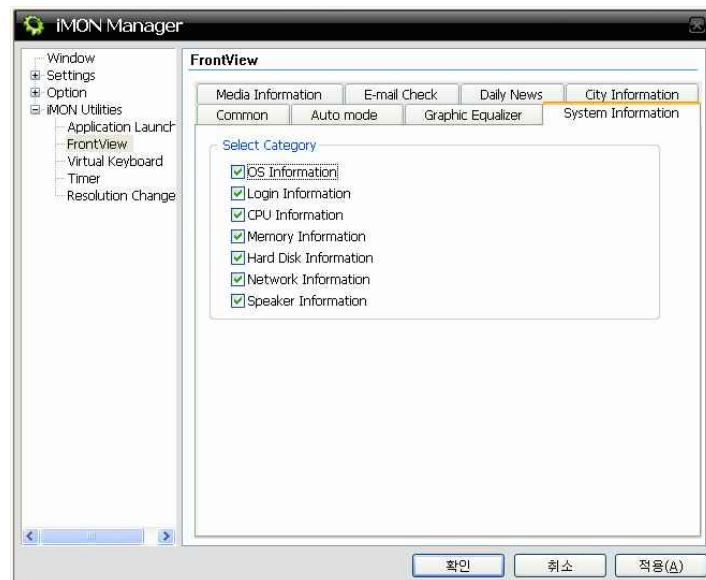 iMON Manager
Window
Settings
Option
iMON Utilities
Application Launch
FrontView
Virtual Keyboard
Timer
Resolution Change
FrontView
Media Information
E-mail Check
Daily News
City Information
Common
Auto mode
Graphic Equalizer
System Information
Select Category
OS Information
Login Information
CPU Information
Memory Information
Hard Disk Information
Network Information
Speaker Information
확인
취소
적용(A)